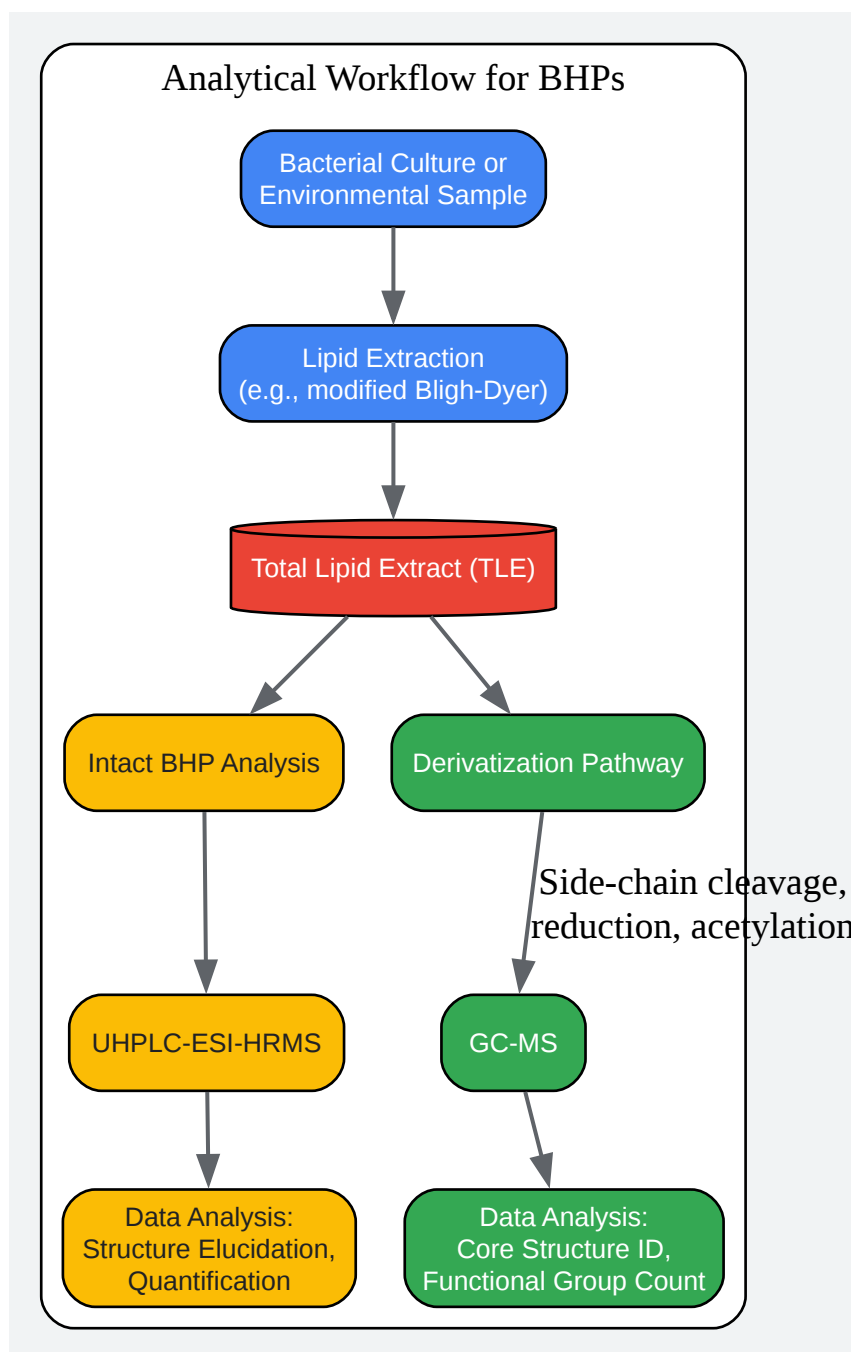 Analytical Workflow for BHPs
Bacterial Culture or
Environmental Sample
Lipid Extraction
(e.g., modified Bligh-Dyer)
Total Lipid Extract (TLE)
Intact BHP Analysis
Derivatization Pathway
Side-chain cleavage,
reduction, acetylation
UHPLC-ESI-HRMS
GC-MS
Data Analysis:
Structure Elucidation,
Quantification
Data Analysis:
Core Structure ID,
Functional Group Count